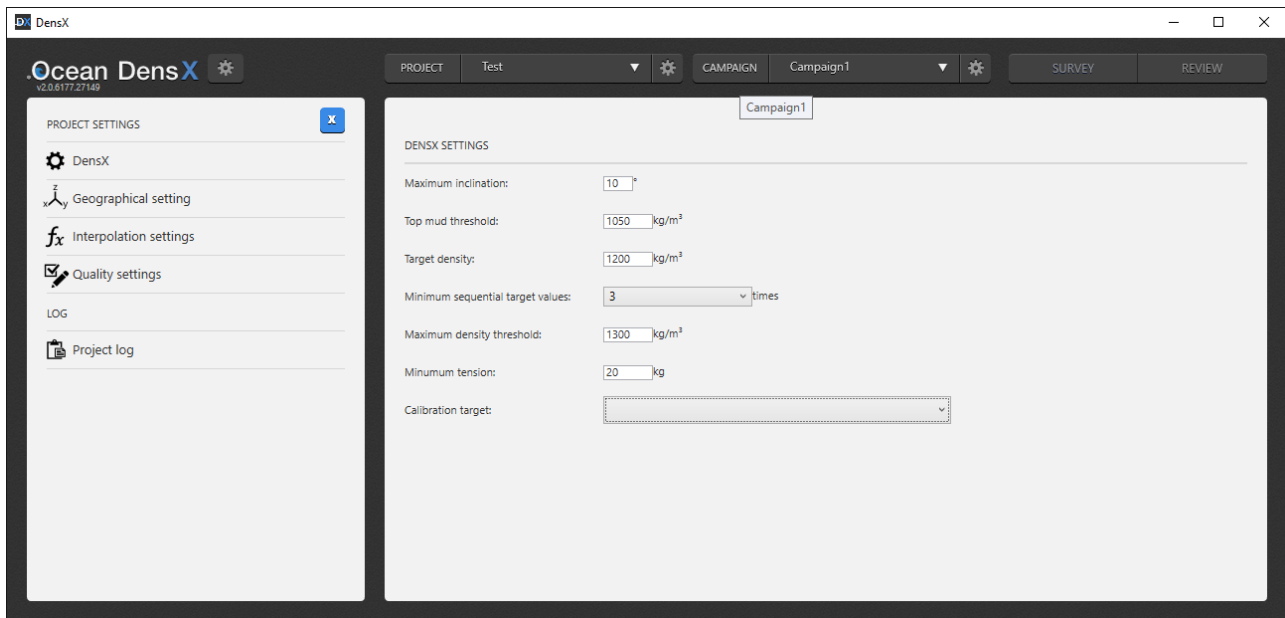 DX DensX
.Ocean DensX
v2.0.6177.27149
PROJECT Test CAMPAIGN Campaign1 SURVEY REVIEW
Campaign1
PROJECT SETTINGS X
DensX
z x y Geographical setting
fx Interpolation settings
Quality settings
LOG
Project log
DENSX SETTINGS
Maximum inclination: 10 °
Top mud threshold: 1050 kg/m³
Target density: 1200 kg/m³
Minimum sequential target values: 3 times
Maximum density threshold: 1300 kg/m³
Minumum tension: 20 kg
Calibration target: